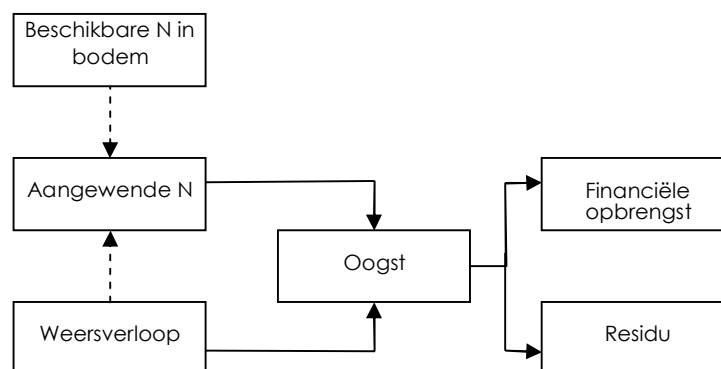 Beschikbare N in
bodem
Aangewende N
Financiële
opbrengst
Oogst
Weersverloop
Residu